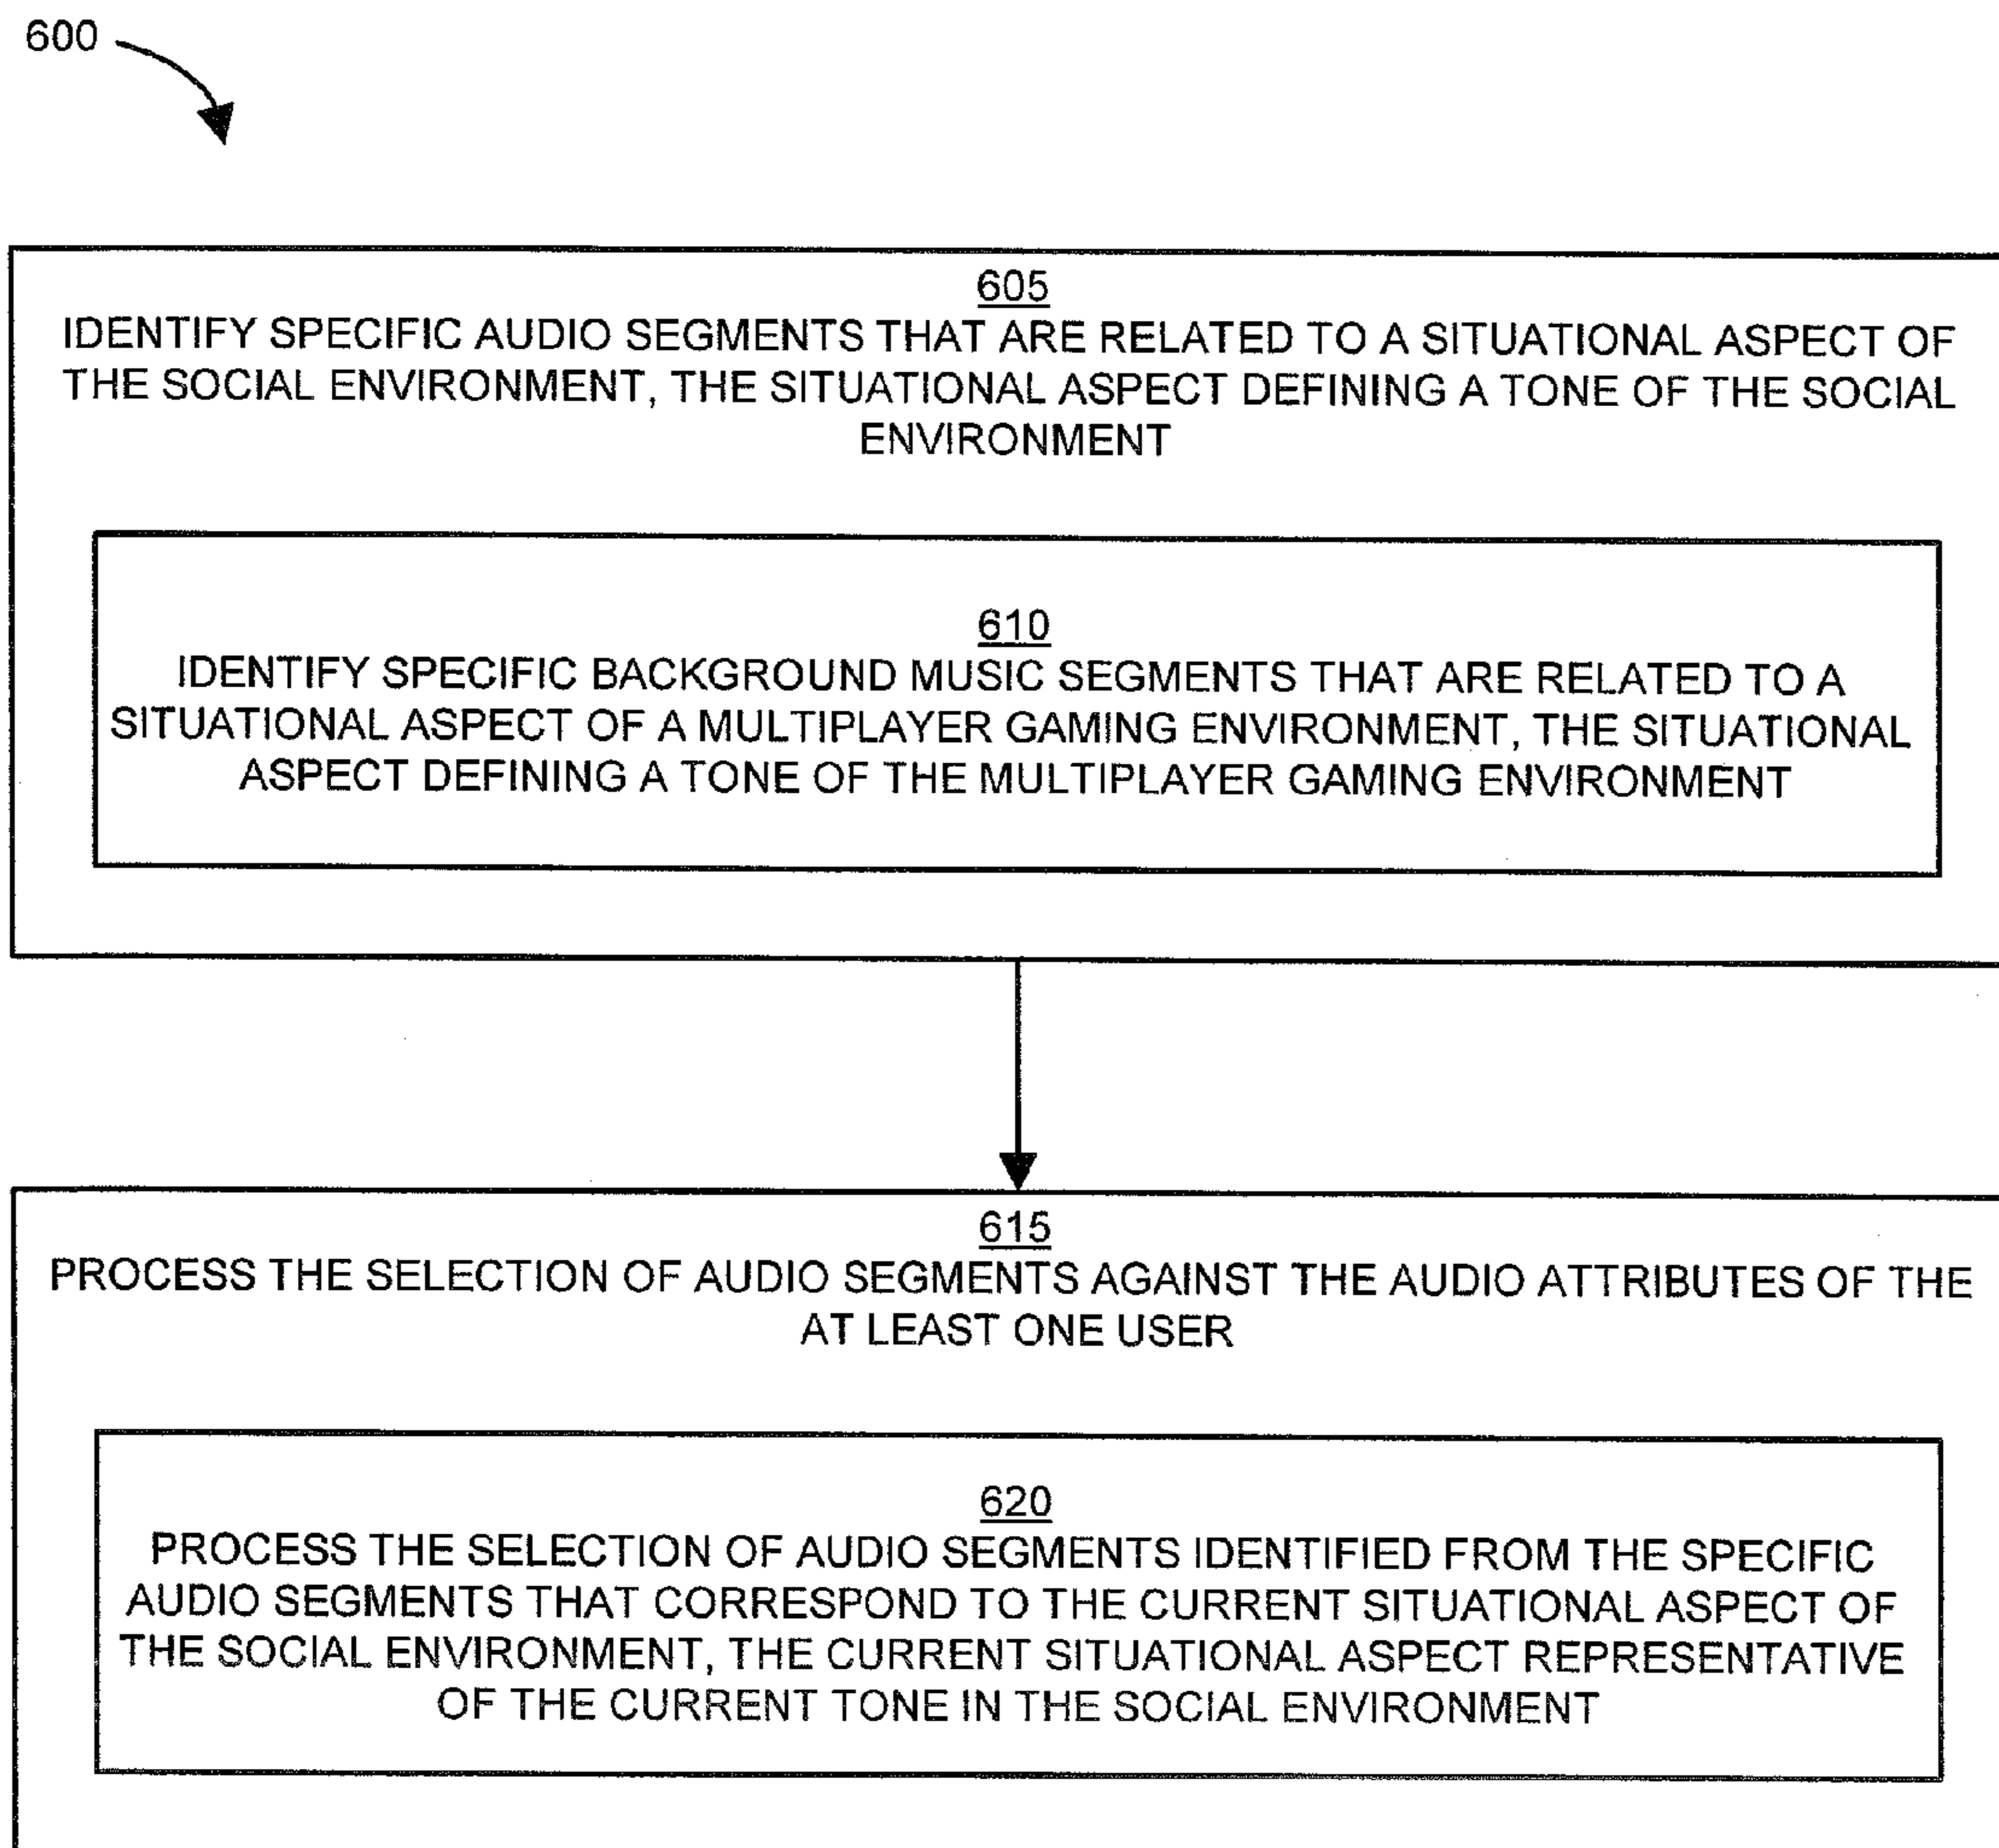 600
605
IDENTIFY SPECIFIC AUDIO SEGMENTS THAT ARE RELATED TO A SITUATIONAL ASPECT OF
THE SOCIAL ENVIRONMENT, THE SITUATIONAL ASPECT DEFINING A TONE OF THE SOCIAL
ENVIRONMENT
610
IDENTIFY SPECIFIC BACKGROUND MUSIC SEGMENTS THAT ARE RELATED TO A
SITUATIONAL ASPECT OF A MULTIPLAYER GAMING ENVIRONMENT, THE SITUATIONAL
ASPECT DEFINING A TONE OF THE MULTIPLAYER GAMING ENVIRONMENT
615
PROCESS THE SELECTION OF AUDIO SEGMENTS AGAINST THE AUDIO ATTRIBUTES OF THE
AT LEAST ONE USER
620
PROCESS THE SELECTION OF AUDIO SEGMENTS IDENTIFIED FROM THE SPECIFIC
AUDIO SEGMENTS THAT CORRESPOND TO THE CURRENT SITUATIONAL ASPECT OF
THE SOCIAL ENVIRONMENT, THE CURRENT SITUATIONAL ASPECT REPRESENTATIVE
OF THE CURRENT TONE IN THE SOCIAL ENVIRONMENT